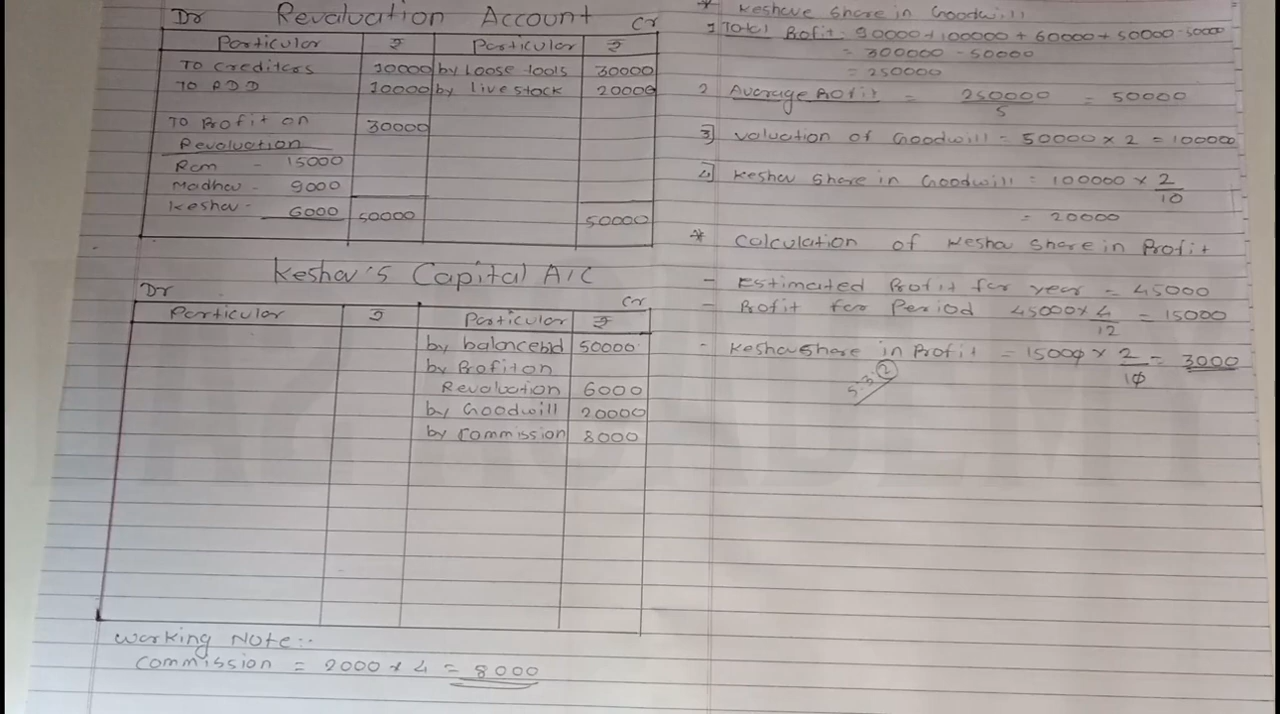 Dr Revaluation Account Cr
Particular ₹ Particular ₹
To Creditors 10000 by Loose tools 30000
To RDD 10000 by Livestock 20000
To Profit on 30000
Revaluation
Ram - 15000
Madhav - 9000
Keshav - 6000 50000 50000
Keshav's Capital A/C
Dr Cr
Particular ₹ Particular ₹
by balance b/d 50000
by Profit on
Revaluation 6000
by Goodwill 20000
by Commission 8000
Working Note :-
Commission = 2000 x 4 = 8000
* Keshave Share in Goodwill
1 Total Profit : 90000 + 100000 + 60000 + 50000 - 50000
= 300000 - 50000
= 250000
2 Average Profit = 250000 / 5 = 50000
3] Valuation of Goodwill = 50000 x 2 = 100000
4] Keshav Share in Goodwill = 100000 x 2 / 10
= 20000
* Calculation of Keshav Share in Profit
- Estimated Profit for year = 45000
- Profit for Period 45000 x 4 / 12 = 15000
- Keshav Share in Profit = 15000 x 2 / 10 = 3000
5:3:2